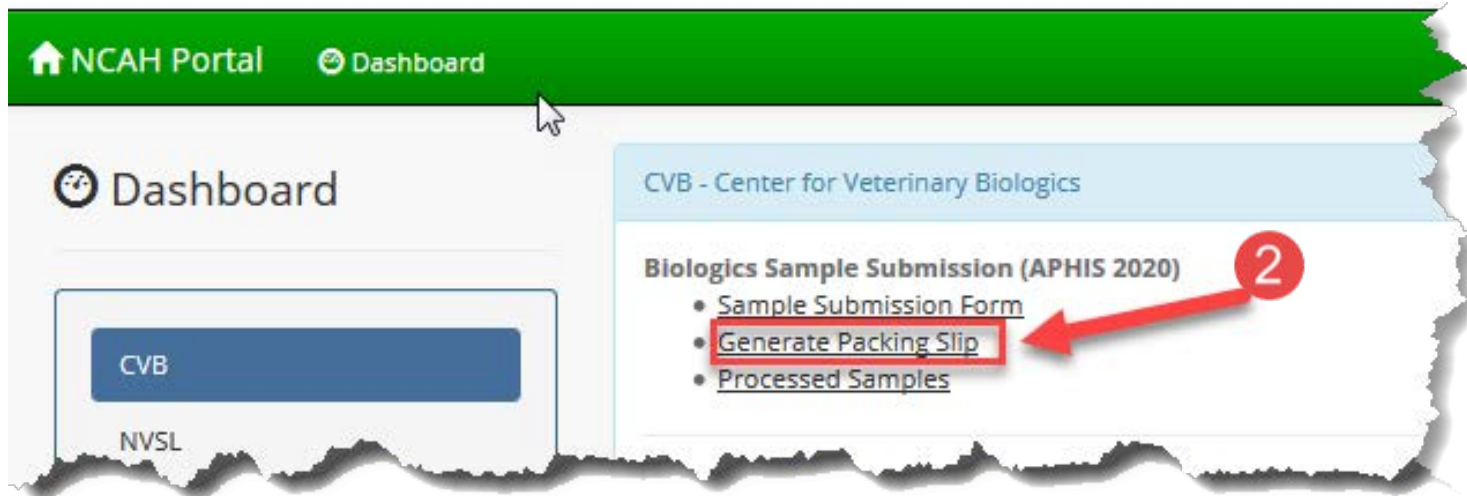 NCAH Portal Dashboard
Dashboard
CVB - Center for Veterinary Biologics
Biologics Sample Submission (APHIS 2020)
2
• Sample Submission Form
• Generate Packing Slip
• Processed Samples
CVB
NVSL